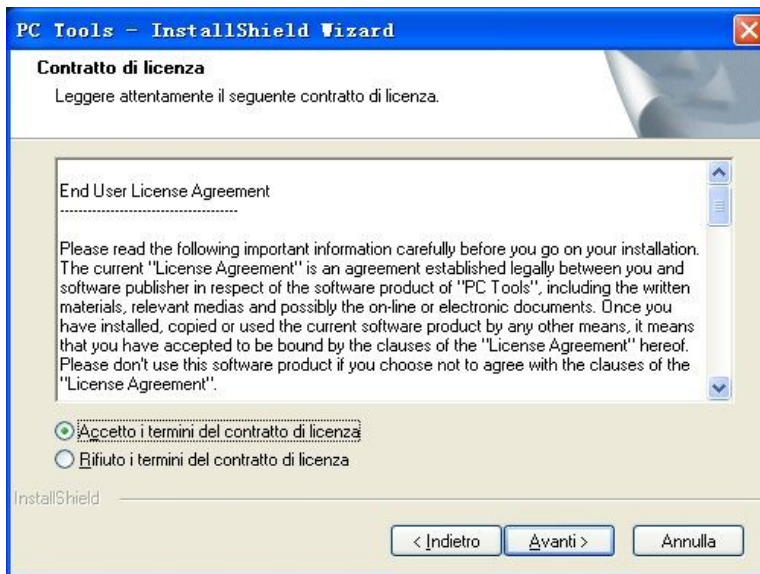 PC Tools - InstallShield Wizard
Contratto di licenza
Leggere attentamente il seguente contratto di licenza.
End User License Agreement
---------------------------------------
Please read the following important information carefully before you go on your installation.
The current "License Agreement" is an agreement established legally between you and
software publisher in respect of the software product of "PC Tools", including the written
materials, relevant medias and possibly the on-line or electronic documents. Once you
have installed, copied or used the current software product by any other means, it means
that you have accepted to be bound by the clauses of the "License Agreement" hereof.
Please don't use this software product if you choose not to agree with the clauses of the
"License Agreement".
Accetto i termini del contratto di licenza
Rifiuto i termini del contratto di licenza
InstallShield
< Indietro
Avanti >
Annulla